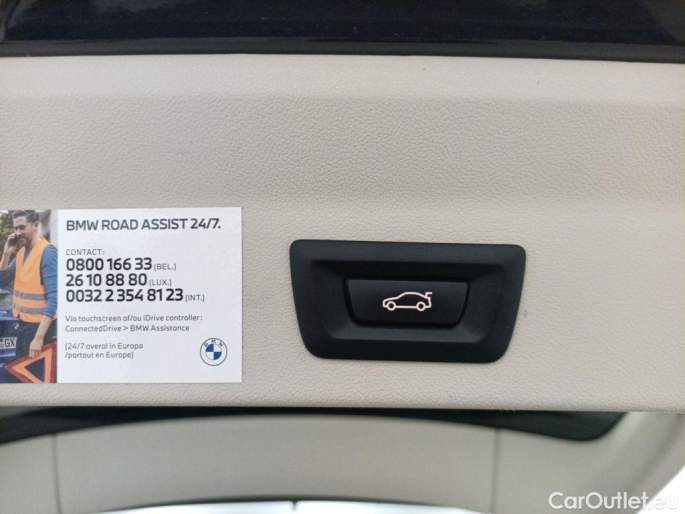 BMW ROAD ASSIST 24/7.
CONTACT:
0800 166 33 (BEL.)
26 10 88 80 (LUX.)
0032 2 354 81 23 (INT.)
Via touchscreen of/ou iDrive controller:
ConnectedDrive > BMW Assistance
[24/7 overal in Europa
/partout en Europe]
BMW
GX
CarOutlet.eu